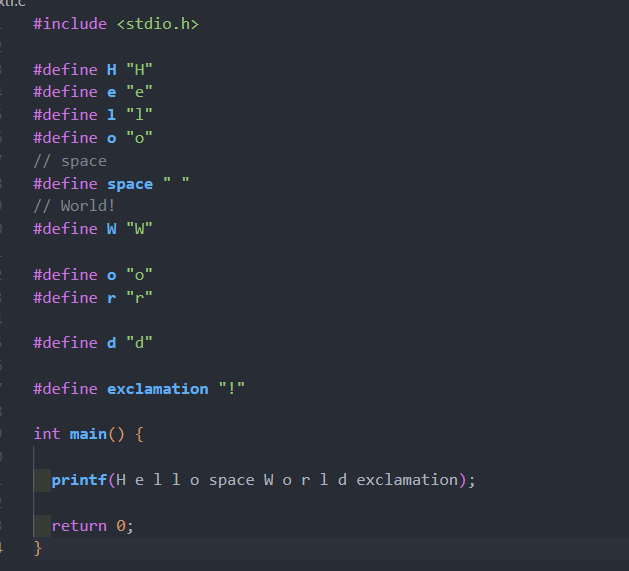 #include <stdio.h>
#define H "H"
#define e "e"
#define l "l"
#define o "o"
// space
#define space " "
// World!
#define W "W"
#define o "o"
#define r "r"
#define d "d"
#define exclamation "!"
int main() {
printf(H e l l o space W o r l d exclamation);
return 0;
}